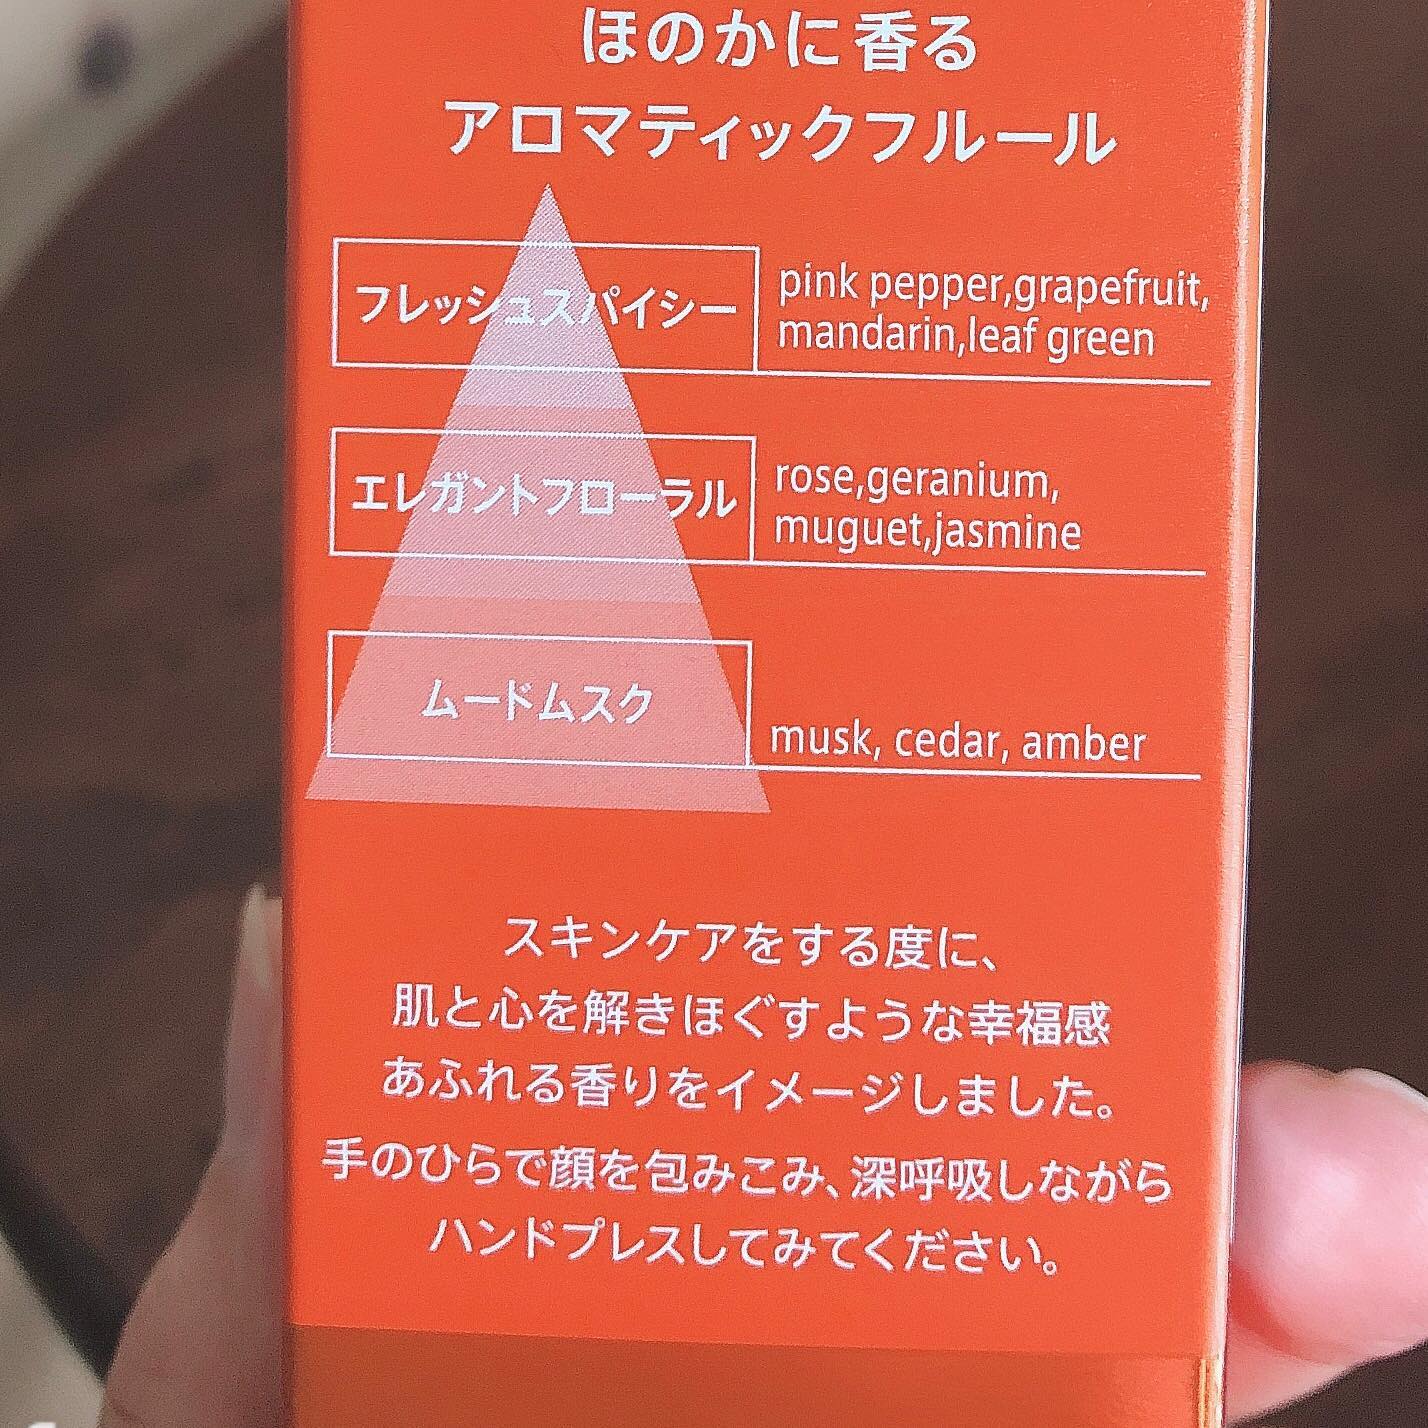 ほのかに香る
アロマティックフルール
フレッシュスパイシー
pink pepper,grapefruit,
mandarin,leaf green
エレガントフローラル
rose,geranium,
muguet,jasmine
ムードムスク
musk, cedar, amber
スキンケアをする度に、
肌と心を解きほぐすような幸福感
あふれる香りをイメージしました。
手のひらで顔を包みこみ、深呼吸しながら
ハンドプレスしてみてください。